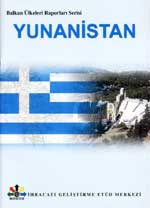 Balkan Ülkeleri Raporları Serisi
YUNANİSTAN
İHRACATI GELİŞTİRME ETÜD MERKEZİ